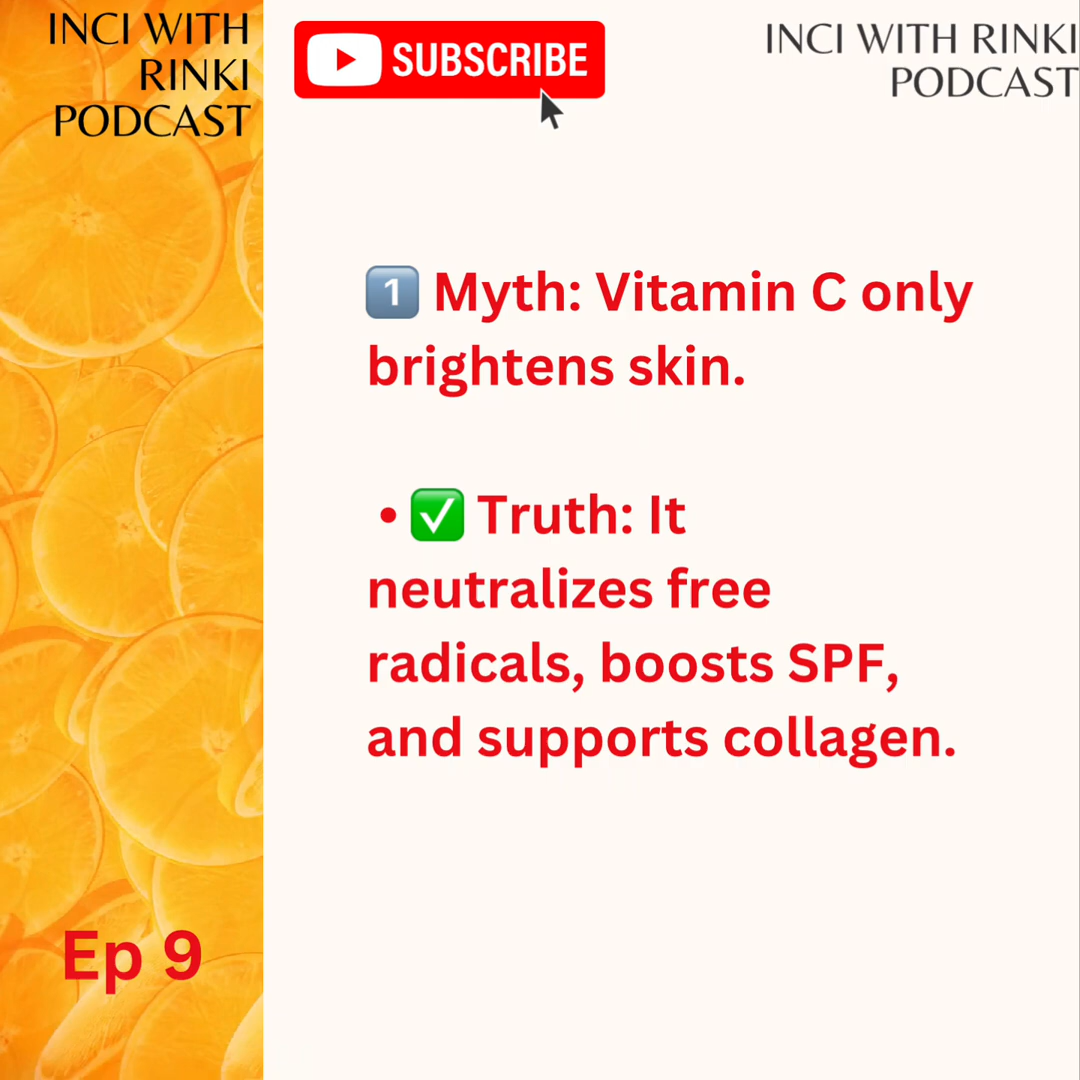 INCI WITH
RINKI
PODCAST
SUBSCRIBE
INCI WITH RINKI
PODCAST
1️⃣ Myth: Vitamin C only
brightens skin.
• ✅ Truth: It
neutralizes free
radicals, boosts SPF,
and supports collagen.
Ep 9